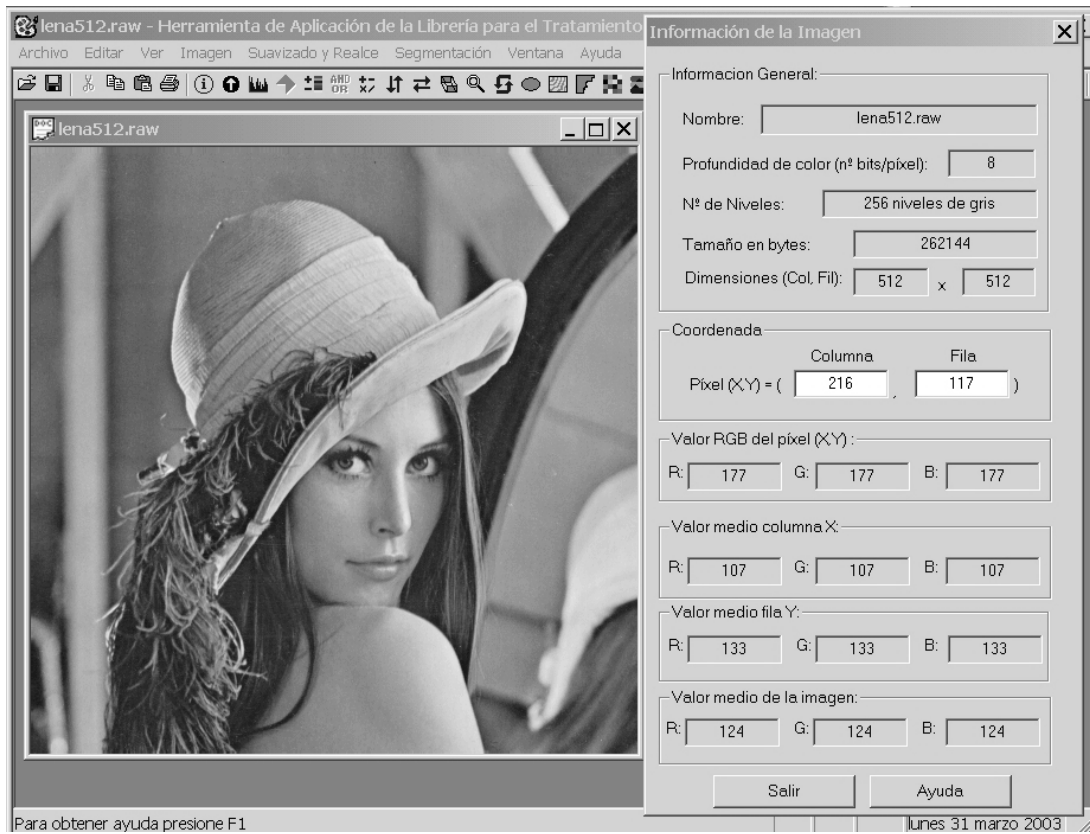 lena512.raw - Herramienta de Aplicación de la Librería para el Tratamiento
Archivo Editar Ver Imagen Suavizado y Realce Segmentación Ventana Ayuda
AND
OR
DOC
lena512.raw
Información de la Imagen
Informacion General:
Nombre: lena512.raw
Profundidad de color (nº bits/píxel): 8
Nº de Niveles: 256 niveles de gris
Tamaño en bytes: 262144
Dimensiones (Col, Fil): 512 x 512
Coordenada
Columna Fila
Píxel (X,Y) = ( 216 , 117 )
Valor RGB del píxel (X,Y) :
R: 177 G: 177 B: 177
Valor medio columna X:
R: 107 G: 107 B: 107
Valor medio fila Y:
R: 133 G: 133 B: 133
Valor medio de la imagen:
R: 124 G: 124 B: 124
Salir Ayuda
Para obtener ayuda presione F1 lunes 31 marzo 2003